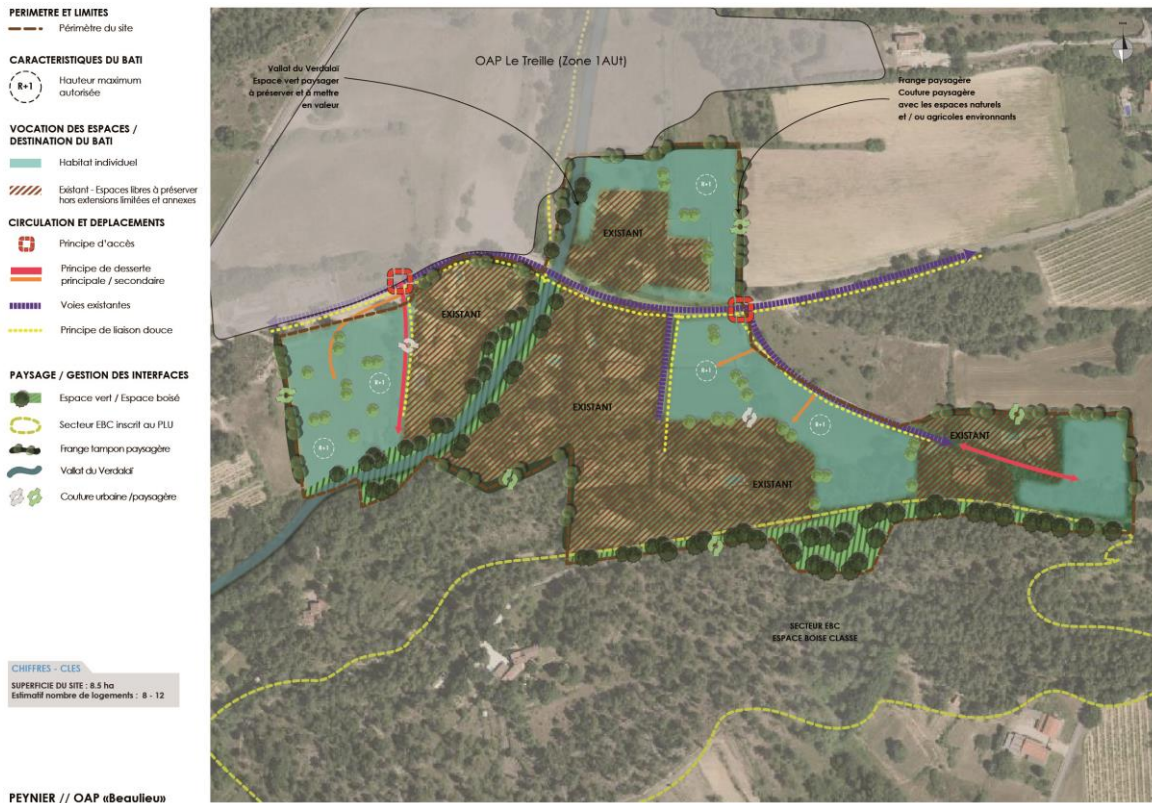 PERIMETRE ET LIMITES
Périmètre du site
CARACTERISTIQUES DU BATI
R+1
Hauteur maximum
autorisée
VOCATION DES ESPACES /
DESTINATION DU BATI
Habitat individuel
Existant - Espaces libres à préserver
hors extensions limitées et annexes
CIRCULATION ET DEPLACEMENTS
Principe d'accès
Principe de desserte
principale / secondaire
Voies existantes
Principe de liaison douce
PAYSAGE / GESTION DES INTERFACES
Espace vert / Espace boisé
Secteur EBC inscrit au PLU
Frange tampon paysagère
Vallat du Verdalaï
Couture urbaine /paysagère
CHIFFRES - CLES
SUPERFICIE DU SITE : 8.5 ha
Estimatif nombre de logements : 8 - 12
PEYNIER // OAP «Beaulieu»
OAP Le Treille (Zone 1AUt)
Vallat du Verdalaï
Espace vert paysager
à préserver et à mettre
en valeur
Frange paysagère
Couture paysagère
avec les espaces naturels
et / ou agricoles environnants
R+1
EXISTANT
EXISTANT
R+1
R+1
EXISTANT
R+1
R+1
EXISTANT
EXISTANT
SECTEUR EBC
ESPACE BOISE CLASSE